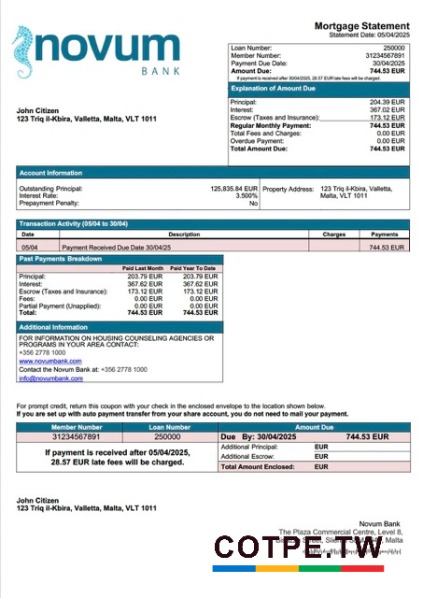 novum
BANK
Mortgage Statement
Statement Date: 05/04/2025
Loan Number: 250000
Member Number: 31234567891
Payment Due Date: 30/04/2025
Amount Due: 744.53 EUR
If payment is received after 30/04/2025, 28.57 EUR late fees will be charged.
John Citizen
123 Triq il-Kbira, Valletta, Malta, VLT 1011
Explanation of Amount Due
Principal: 204.39 EUR
Interest: 367.02 EUR
Escrow (Taxes and Insurance): 173.12 EUR
Regular Monthly Payment: 744.53 EUR
Total Fees and Charges: 0.00 EUR
Overdue Payment: 0.00 EUR
Total Amount Due: 744.53 EUR
Account Information
Outstanding Principal: 125,835.84 EUR Property Address: 123 Triq il-Kbira, Valletta,
Interest Rate: 3.500% Malta, VLT 1011
Prepayment Penalty: No
Transaction Activity (05/04 to 30/04)
Date Description Charges Payments
05/04 Payment Received Due Date 30/04/25 744.53 EUR
Past Payments Breakdown
Paid Last Month Paid Year To Date
Principal: 203.79 EUR 203.79 EUR
Interest: 367.62 EUR 367.62 EUR
Escrow (Taxes and Insurance): 173.12 EUR 173.12 EUR
Fees: 0.00 EUR 0.00 EUR
Partial Payment (Unapplied): 0.00 EUR 0.00 EUR
Total: 744.53 EUR 744.53 EUR
Additional Information
FOR INFORMATION ON HOUSING COUNSELING AGENCIES OR
PROGRAMS IN YOUR AREA CONTACT:
+356 2778 1000
www.novumbank.com
Contact the Novum Bank at: +356 2778 1000
info@novumbank.com
For prompt credit, return this coupon with your check in the enclosed envelope to the location shown below.
If you are set up with auto payment transfer from your share account, you do not need to mail your payment.
Member Number Loan Number Amount Due
31234567891 250000 Due By: 30/04/2025 744.53 EUR
If payment is received after 05/04/2025,
28.57 EUR late fees will be charged.
Additional Principal: EUR
Additional Escrow: EUR
Total Amount Enclosed: EUR
John Citizen
123 Triq il-Kbira, Valletta, Malta, VLT 1011
Novum Bank
The Plaza Commercial Centre, Level 8,
Malta
COTPE.TW